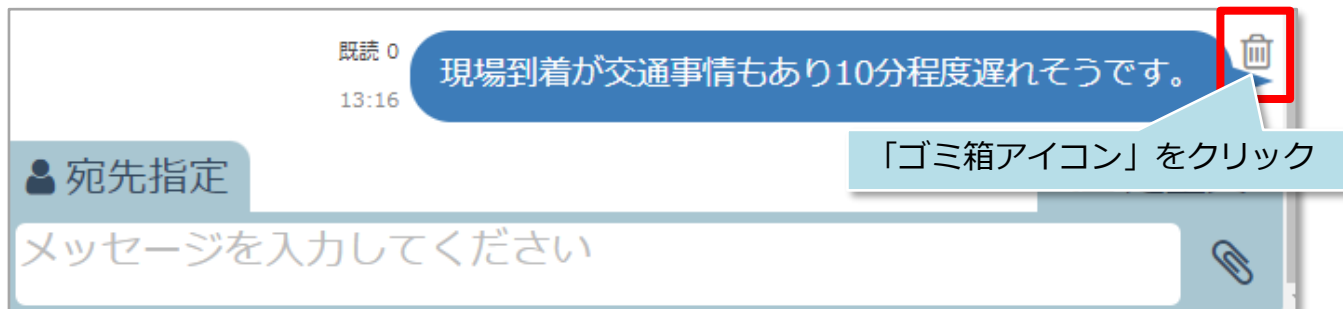 既読 0
現場到着が交通事情もあり10分程度遅れそうです。
13:16
「ゴミ箱アイコン」をクリック
宛先指定
メッセージを入力してください